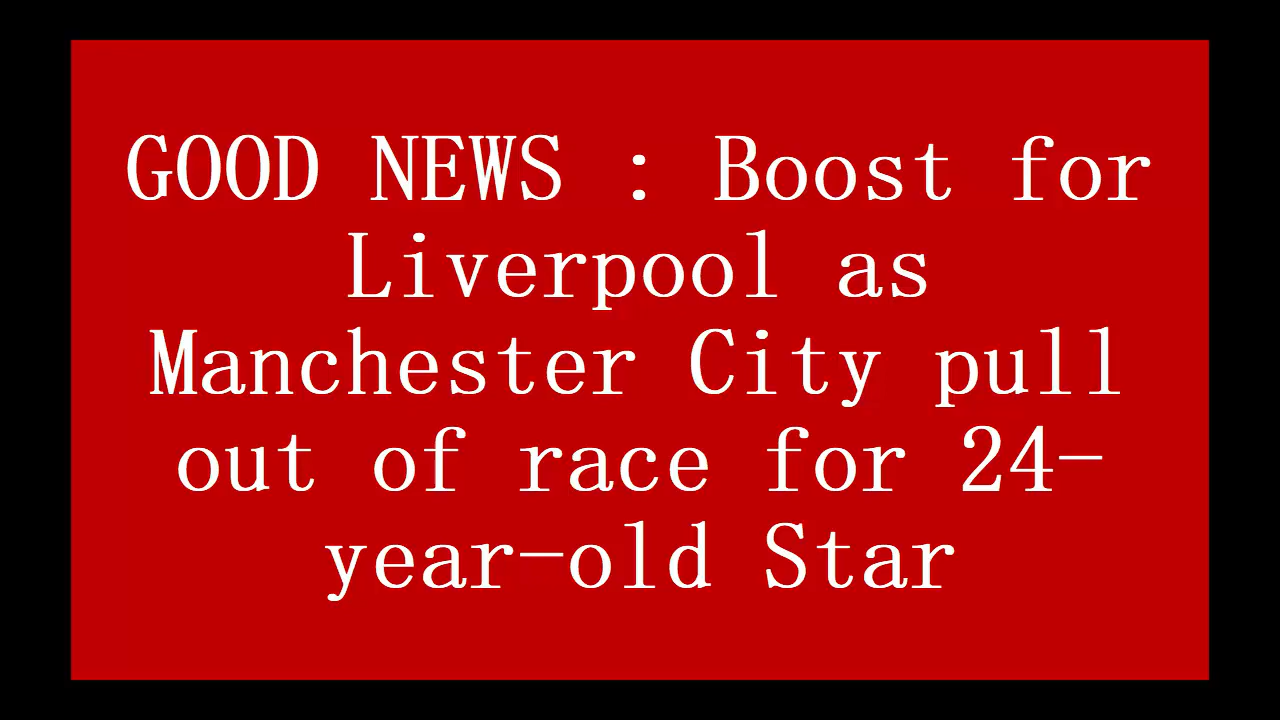 GOOD NEWS : Boost for
Liverpool as
Manchester City pull
out of race for 24-
year-old Star